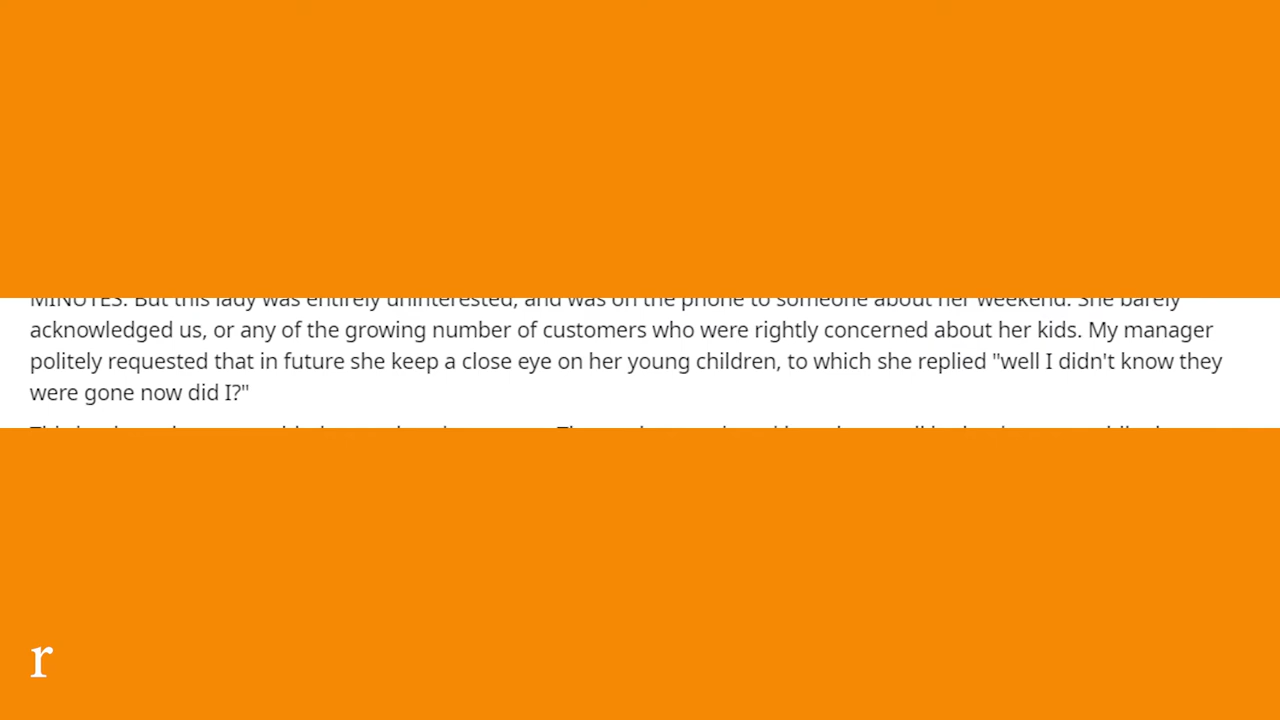 MINUTES. But this lady was entirely uninterested, and was on the phone to someone about her weekend. She barely
acknowledged us, or any of the growing number of customers who were rightly concerned about her kids. My manager
politely requested that in future she keep a close eye on her young children, to which she replied "well I didn't know they
were gone now did I?"
r